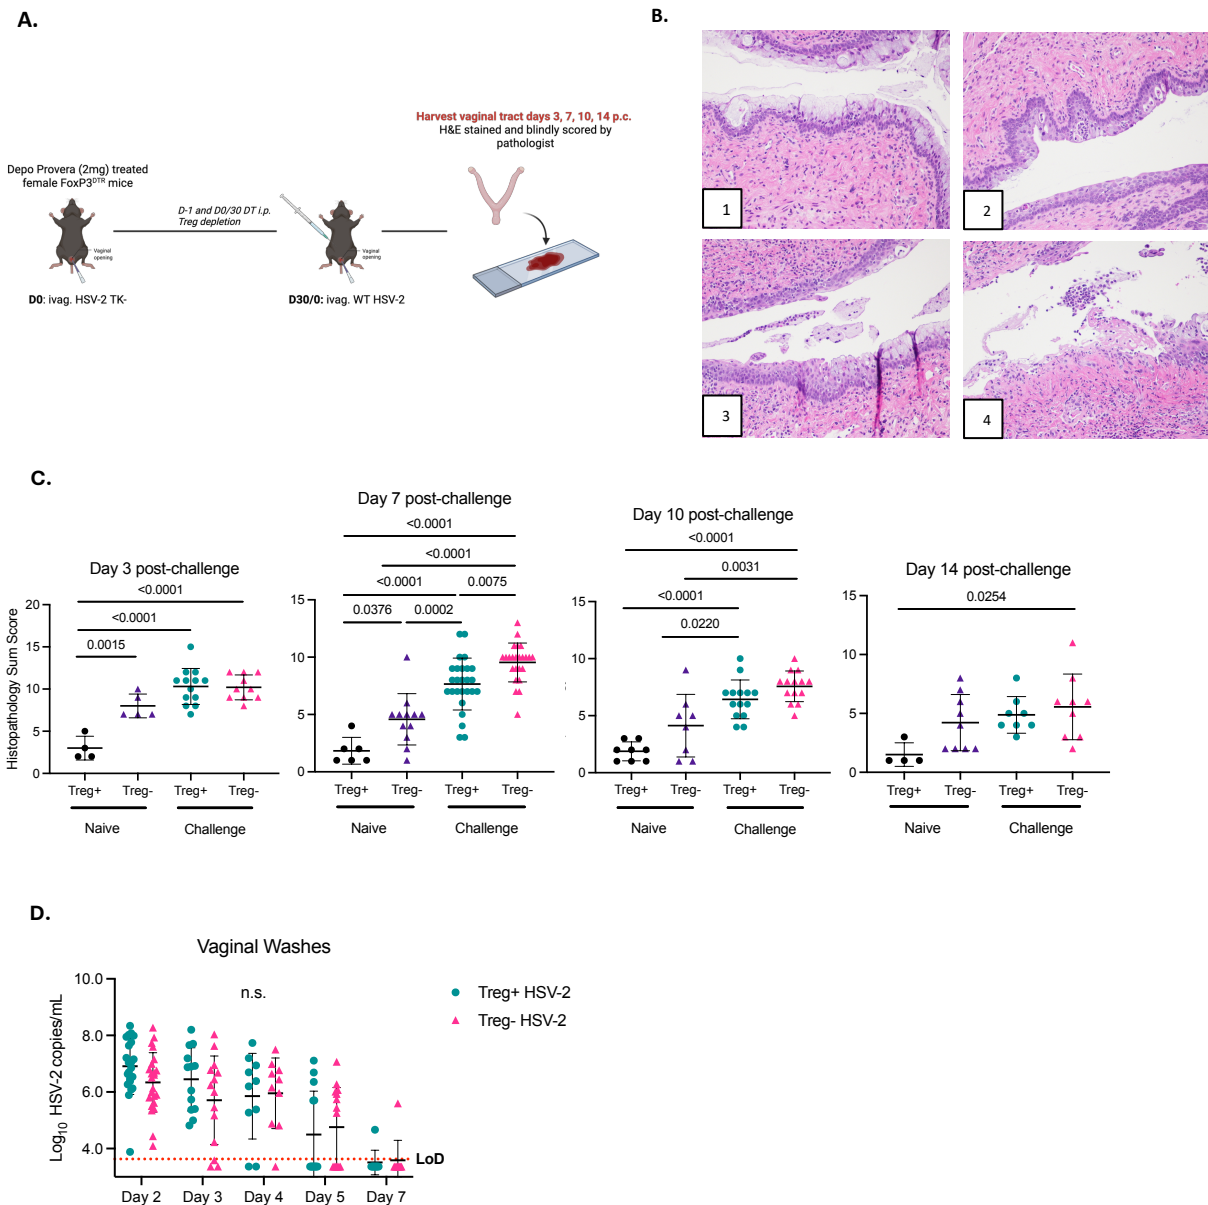 A.
Depo Provera (2mg) treated
female FoxP3DTR mice
Vaginal
opening
D0: ivag. HSV-2 TK-
D-1 and D0/30 DT i.p.
Treg depletion
Vaginal
opening
D30/0: ivag. WT HSV-2
Harvest vaginal tract days 3, 7, 10, 14 p.c.
H&E stained and blindly scored by
pathologist
B.
1
2
3
4
C.
Histopathology Sum Score
Day 3 post-challenge
<0.0001
<0.0001
0.0015
20
15
10
5
0
Treg+ Treg- Treg+ Treg-
Naive Challenge
Day 7 post-challenge
<0.0001
<0.0001
<0.0001 0.0075
0.0376 0.0002
15
10
5
0
Treg+ Treg- Treg+ Treg-
Naive Challenge
Day 10 post-challenge
<0.0001
0.0031
<0.0001
0.0220
15
10
5
0
Treg+ Treg- Treg+ Treg-
Naive Challenge
Day 14 post-challenge
0.0254
15
10
5
0
Treg+ Treg- Treg+ Treg-
Naive Challenge
D.
Vaginal Washes
Log10 HSV-2 copies/mL
10.0
8.0
6.0
4.0
n.s.
LoD
Day 2 Day 3 Day 4 Day 5 Day 7
Treg+ HSV-2
Treg- HSV-2